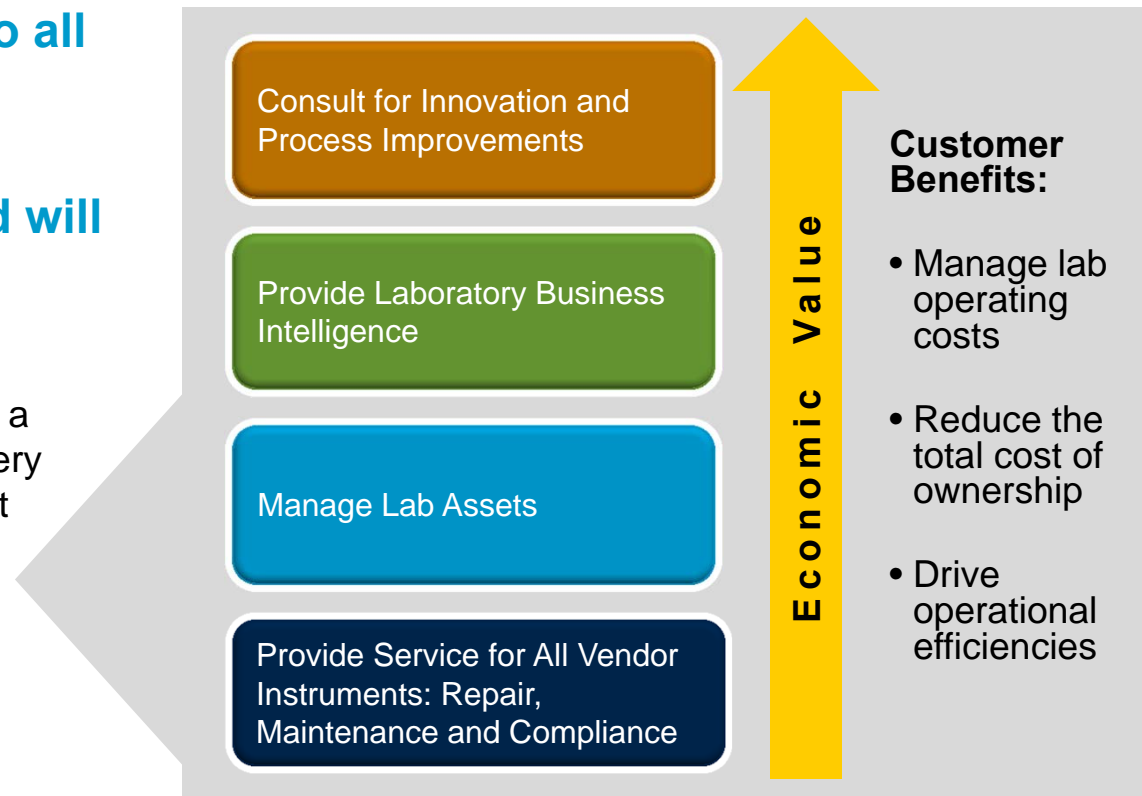 o all
d will
a
ery
t
Consult for Innovation and
Process Improvements
Provide Laboratory Business
Intelligence
Manage Lab Assets
Provide Service for All Vendor
Instruments: Repair,
Maintenance and Compliance
Economic Value
Customer
Benefits:
• Manage lab
operating
costs
• Reduce the
total cost of
ownership
• Drive
operational
efficiencies